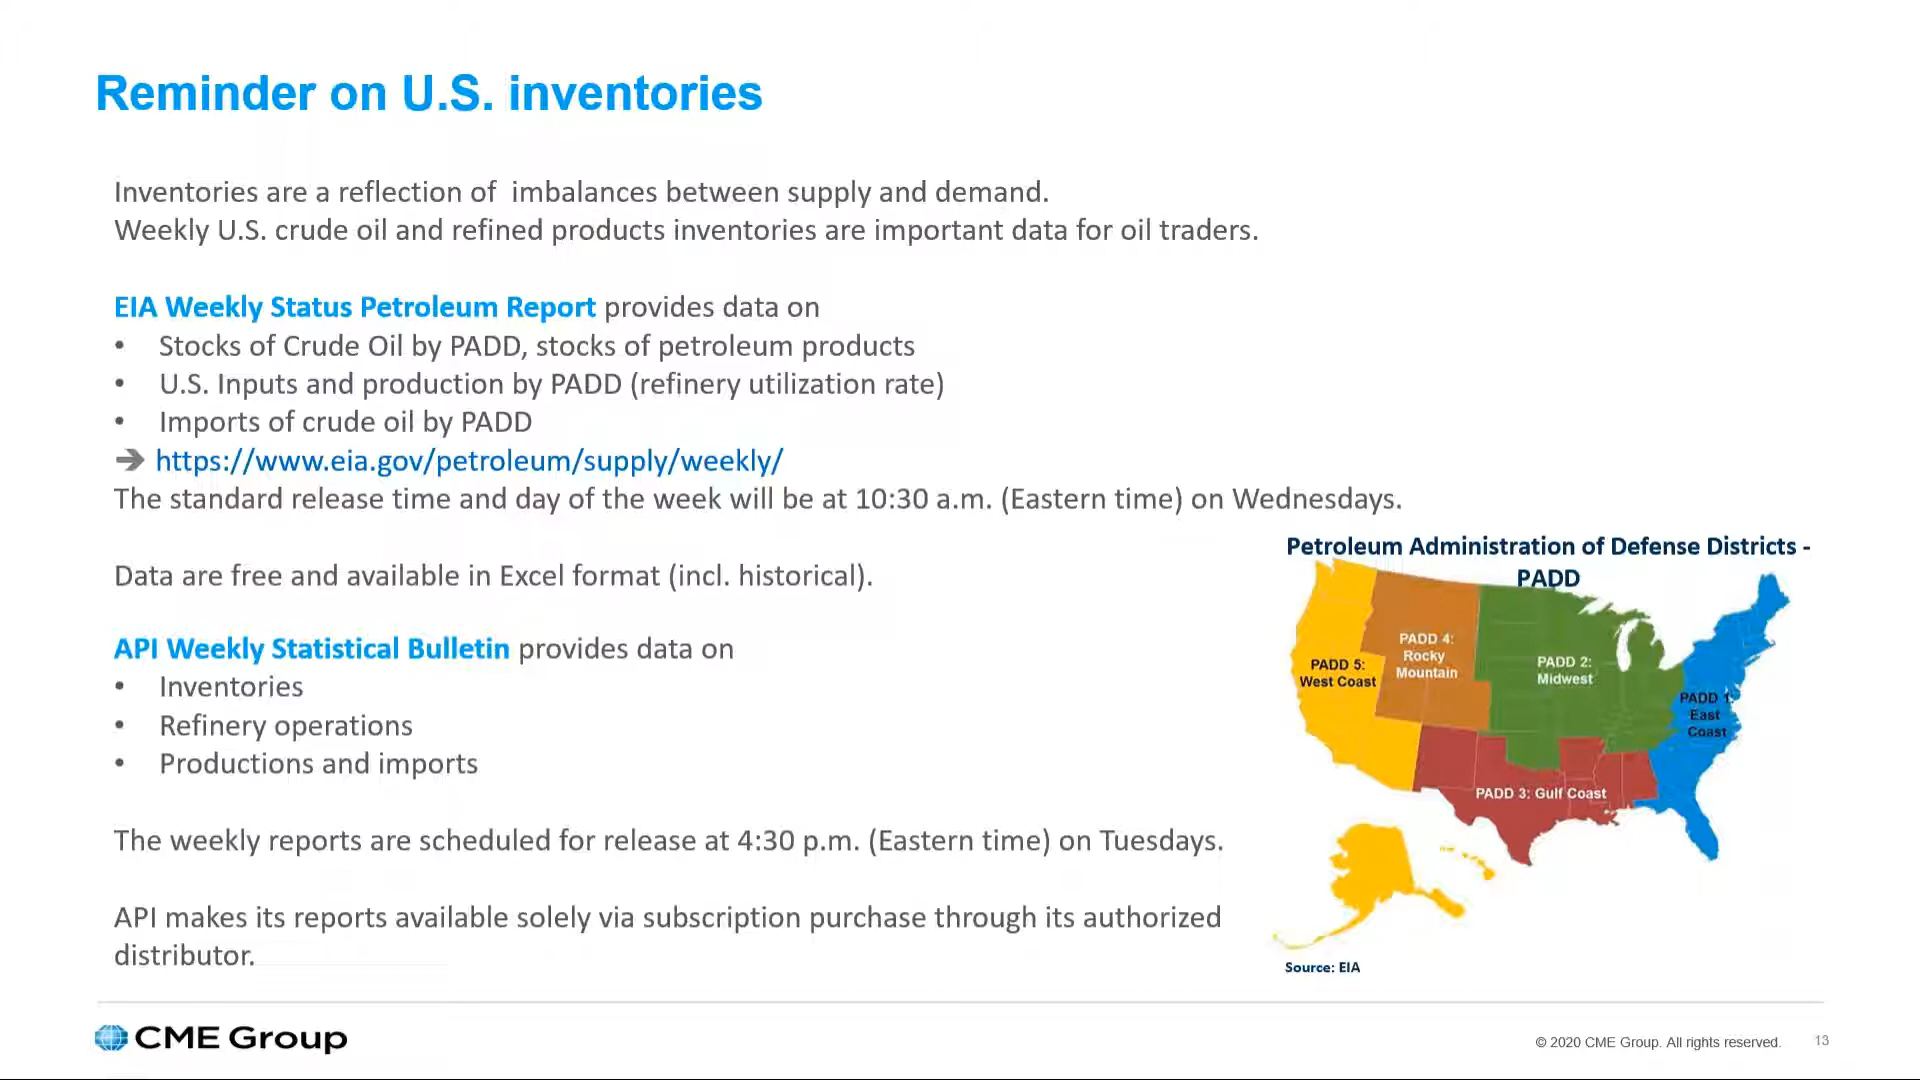 Reminder on U.S. inventories
Inventories are a reflection of imbalances between supply and demand.
Weekly U.S. crude oil and refined products inventories are important data for oil traders.
EIA Weekly Status Petroleum Report provides data on
• Stocks of Crude Oil by PADD, stocks of petroleum products
• U.S. Inputs and production by PADD (refinery utilization rate)
• Imports of crude oil by PADD
➔ https://www.eia.gov/petroleum/supply/weekly/
The standard release time and day of the week will be at 10:30 a.m. (Eastern time) on Wednesdays.
Data are free and available in Excel format (incl. historical).
API Weekly Statistical Bulletin provides data on
• Inventories
• Refinery operations
• Productions and imports
The weekly reports are scheduled for release at 4:30 p.m. (Eastern time) on Tuesdays.
API makes its reports available solely via subscription purchase through its authorized
distributor.
Petroleum Administration of Defense Districts -
PADD
PADD 5:
West Coast
PADD 4:
Rocky
Mountain
PADD 2:
Midwest
PADD 1:
East
Coast
PADD 3: Gulf Coast
Source: EIA
CME Group
© 2020 CME Group. All rights reserved.
13